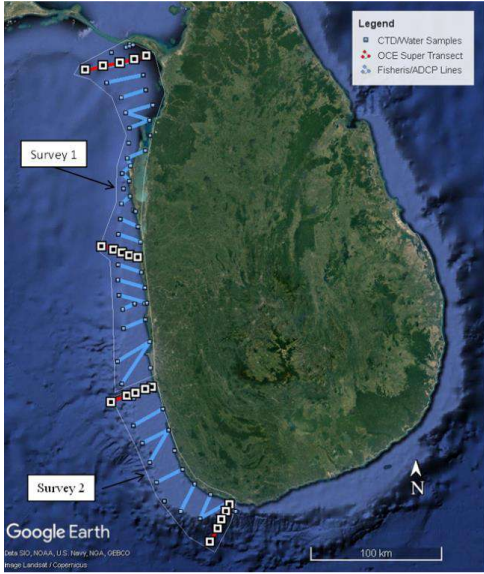 Legend
CTD/Water Samples
OCE Super Transect
Fisheris/ADCP Lines
Survey 1
Survey 2
N
Google Earth
Data SIO, NOAA, U.S. Navy, NGA, GEBCO
Image Landsat / Copernicus
100 km